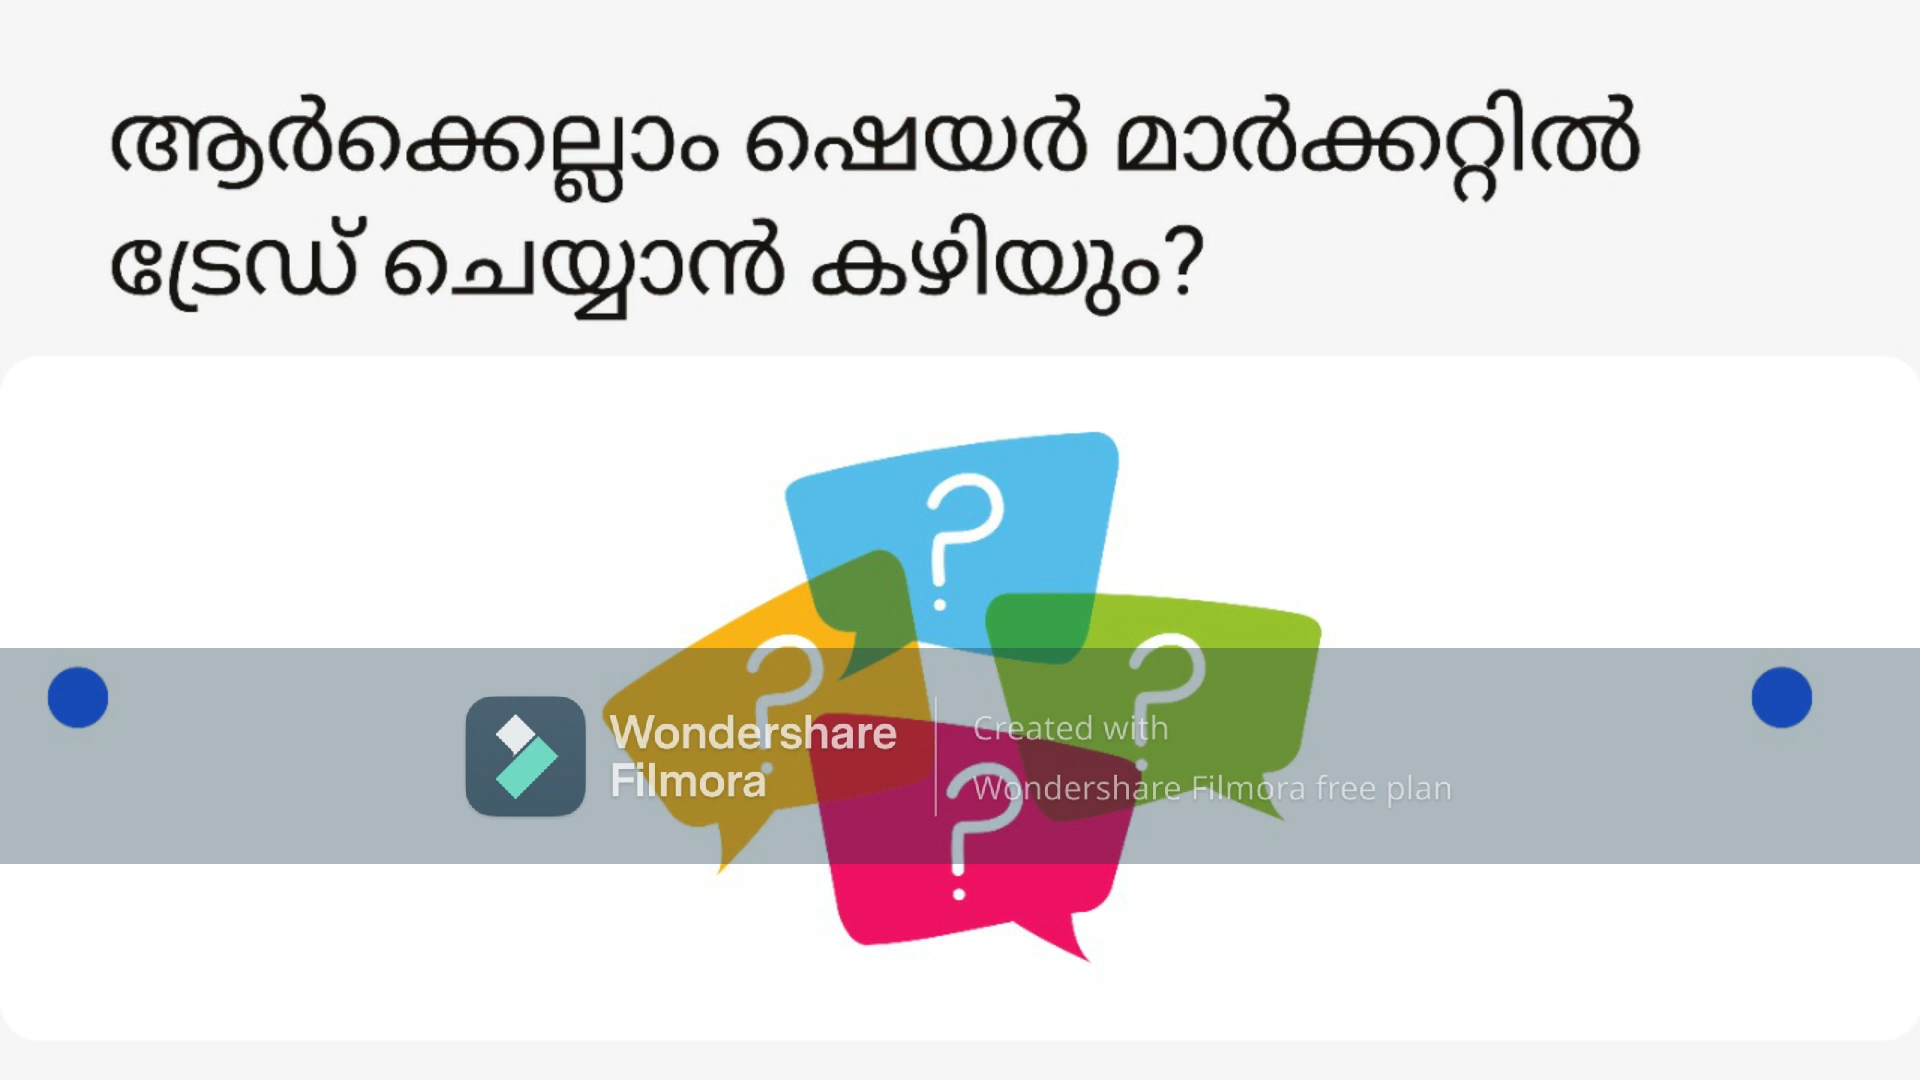 ആർക്കെല്ലാം ഷെയർ മാർക്കറ്റിൽ
ട്രേഡ് ചെയ്യാൻ കഴിയും?
?
?
?
?
Wondershare
Filmora
Created with
Wondershare Filmora free plan